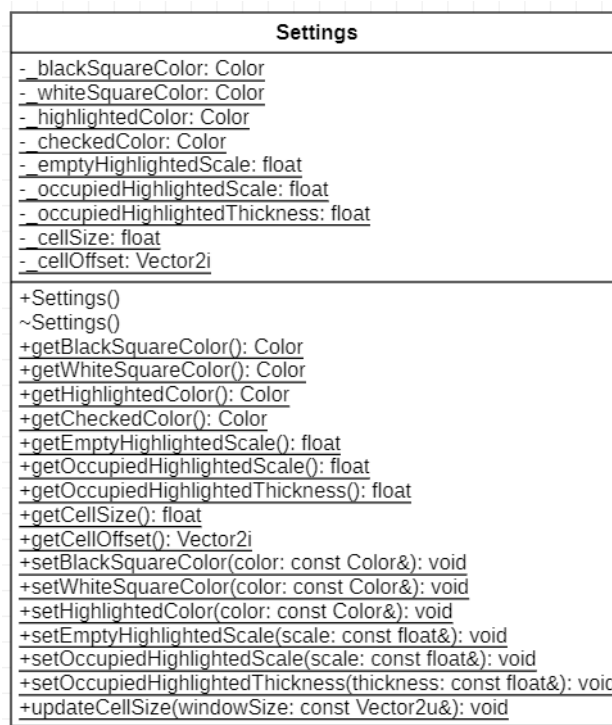 Settings
-_blackSquareColor: Color
-_whiteSquareColor: Color
-_highlightedColor: Color
-_checkedColor: Color
-_emptyHighlightedScale: float
-_occupiedHighlightedScale: float
-_occupiedHighlightedThickness: float
-_cellSize: float
-_cellOffset: Vector2i
+Settings()
~Settings()
+getBlackSquareColor(): Color
+getWhiteSquareColor(): Color
+getHighlightedColor(): Color
+getCheckedColor(): Color
+getEmptyHighlightedScale(): float
+getOccupiedHighlightedScale(): float
+getOccupiedHighlightedThickness(): float
+getCellSize(): float
+getCellOffset(): Vector2i
+setBlackSquareColor(color: const Color&): void
+setWhiteSquareColor(color: const Color&): void
+setHighlightedColor(color: const Color&): void
+setEmptyHighlightedScale(scale: const float&): void
+setOccupiedHighlightedScale(scale: const float&): void
+setOccupiedHighlightedThickness(thickness: const float&): void
+updateCellSize(windowSize: const Vector2u&): void